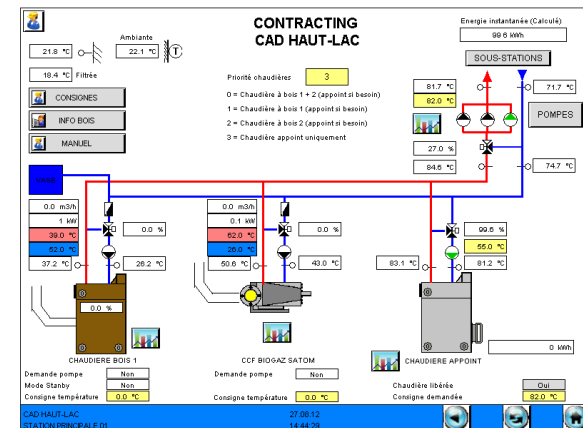 CONTRACTING
CAD HAUT-LAC
Energie instantanée (Calculé)
99.6 kWh
Ambiante
21.8 °C
22.1 °C
T
18.4 °C Filtrée
SOUS-STATIONS
CONSIGNES
INFO BOIS
MANUEL
Priorité chaudières 3
0 = Chaudière à bois 1 + 2 (appoint si besoin)
1 = Chaudière à bois 1 (appoint si besoin)
2 = Chaudière à bois 2 (appoint si besoin)
3 = Chaudière appoint uniquement
81.7 °C
82.0 °C
71.7 °C
POMPES
27.0 %
84.6 °C
74.7 °C
0.0 m3/h
1 kW
39.0 °C
52.0 °C
0.0 %
37.2 °C
26.2 °C
0.0 m3/h
0.1 kW
62.0 °C
26.0 °C
0.0 %
50.6 °C
43.0 °C
99.6 %
55.0 °C
83.1 °C
81.2 °C
0.0 %
0 kWh
CHAUDIERE BOIS 1
CCF BIOGAZ SATOM
CHAUDIERE APPOINT
Demande pompe Non
Mode Stanby Non
Consigne température 0.0 °C
Demande pompe Non
Consigne température 0.0 °C
Chaudière libérée Oui
Consigne demandée 82.0 °C
CAD HAUT-LAC
STATION PRINCIPALE 01
27.08.12
14:44:29